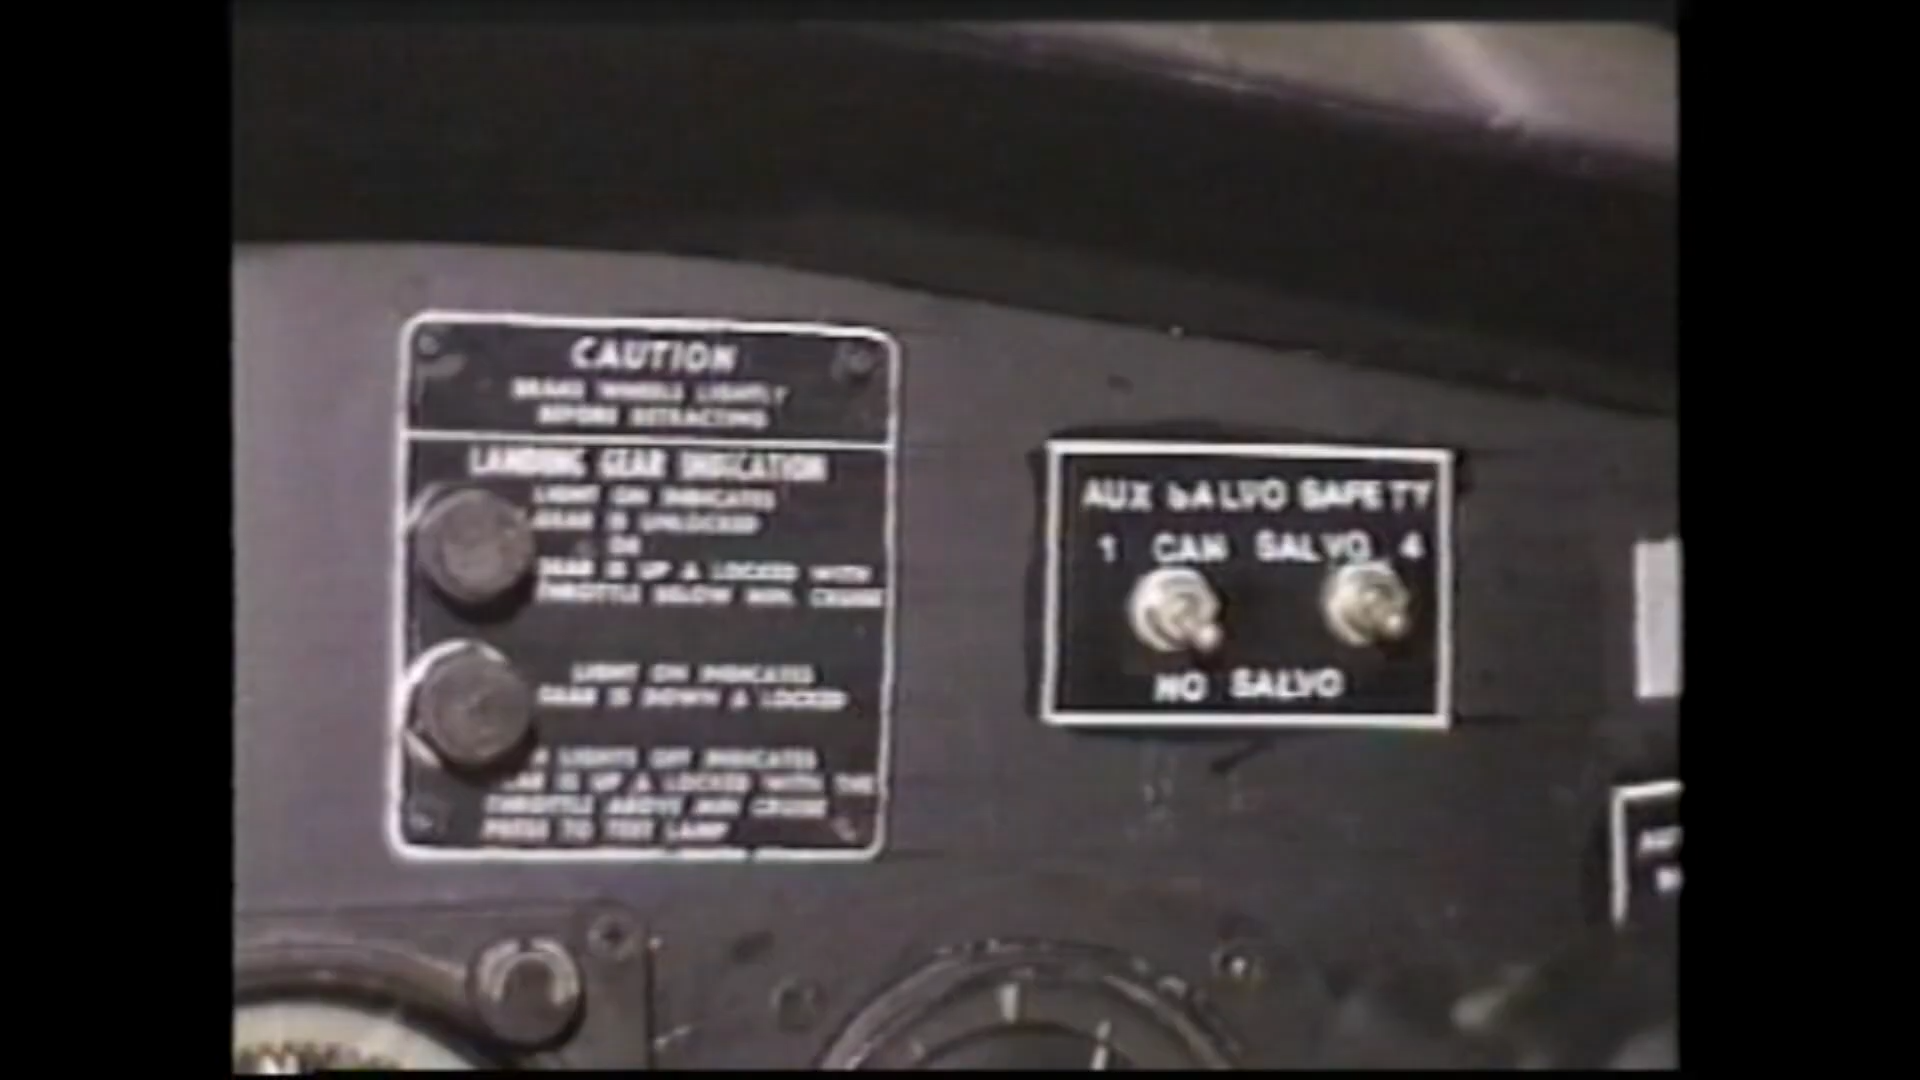 CAUTION
BRAKE WHEELS LIGHTLY
BEFORE RETRACTING
LANDING GEAR INDICATION
LIGHT ON INDICATES
GEAR IS UNLOCKED
OR
GEAR IS UP & LOCKED WITH
THROTTLE BELOW MIN. CRUISE
LIGHT ON INDICATES
GEAR IS DOWN & LOCKED
LIGHTS OFF INDICATES
GEAR IS UP & LOCKED WITH THE
THROTTLE ABOVE MIN CRUISE
PRESS TO TEST LAMP
AUX SALVO SAFETY
1 CAN SALVO 4
NO SALVO